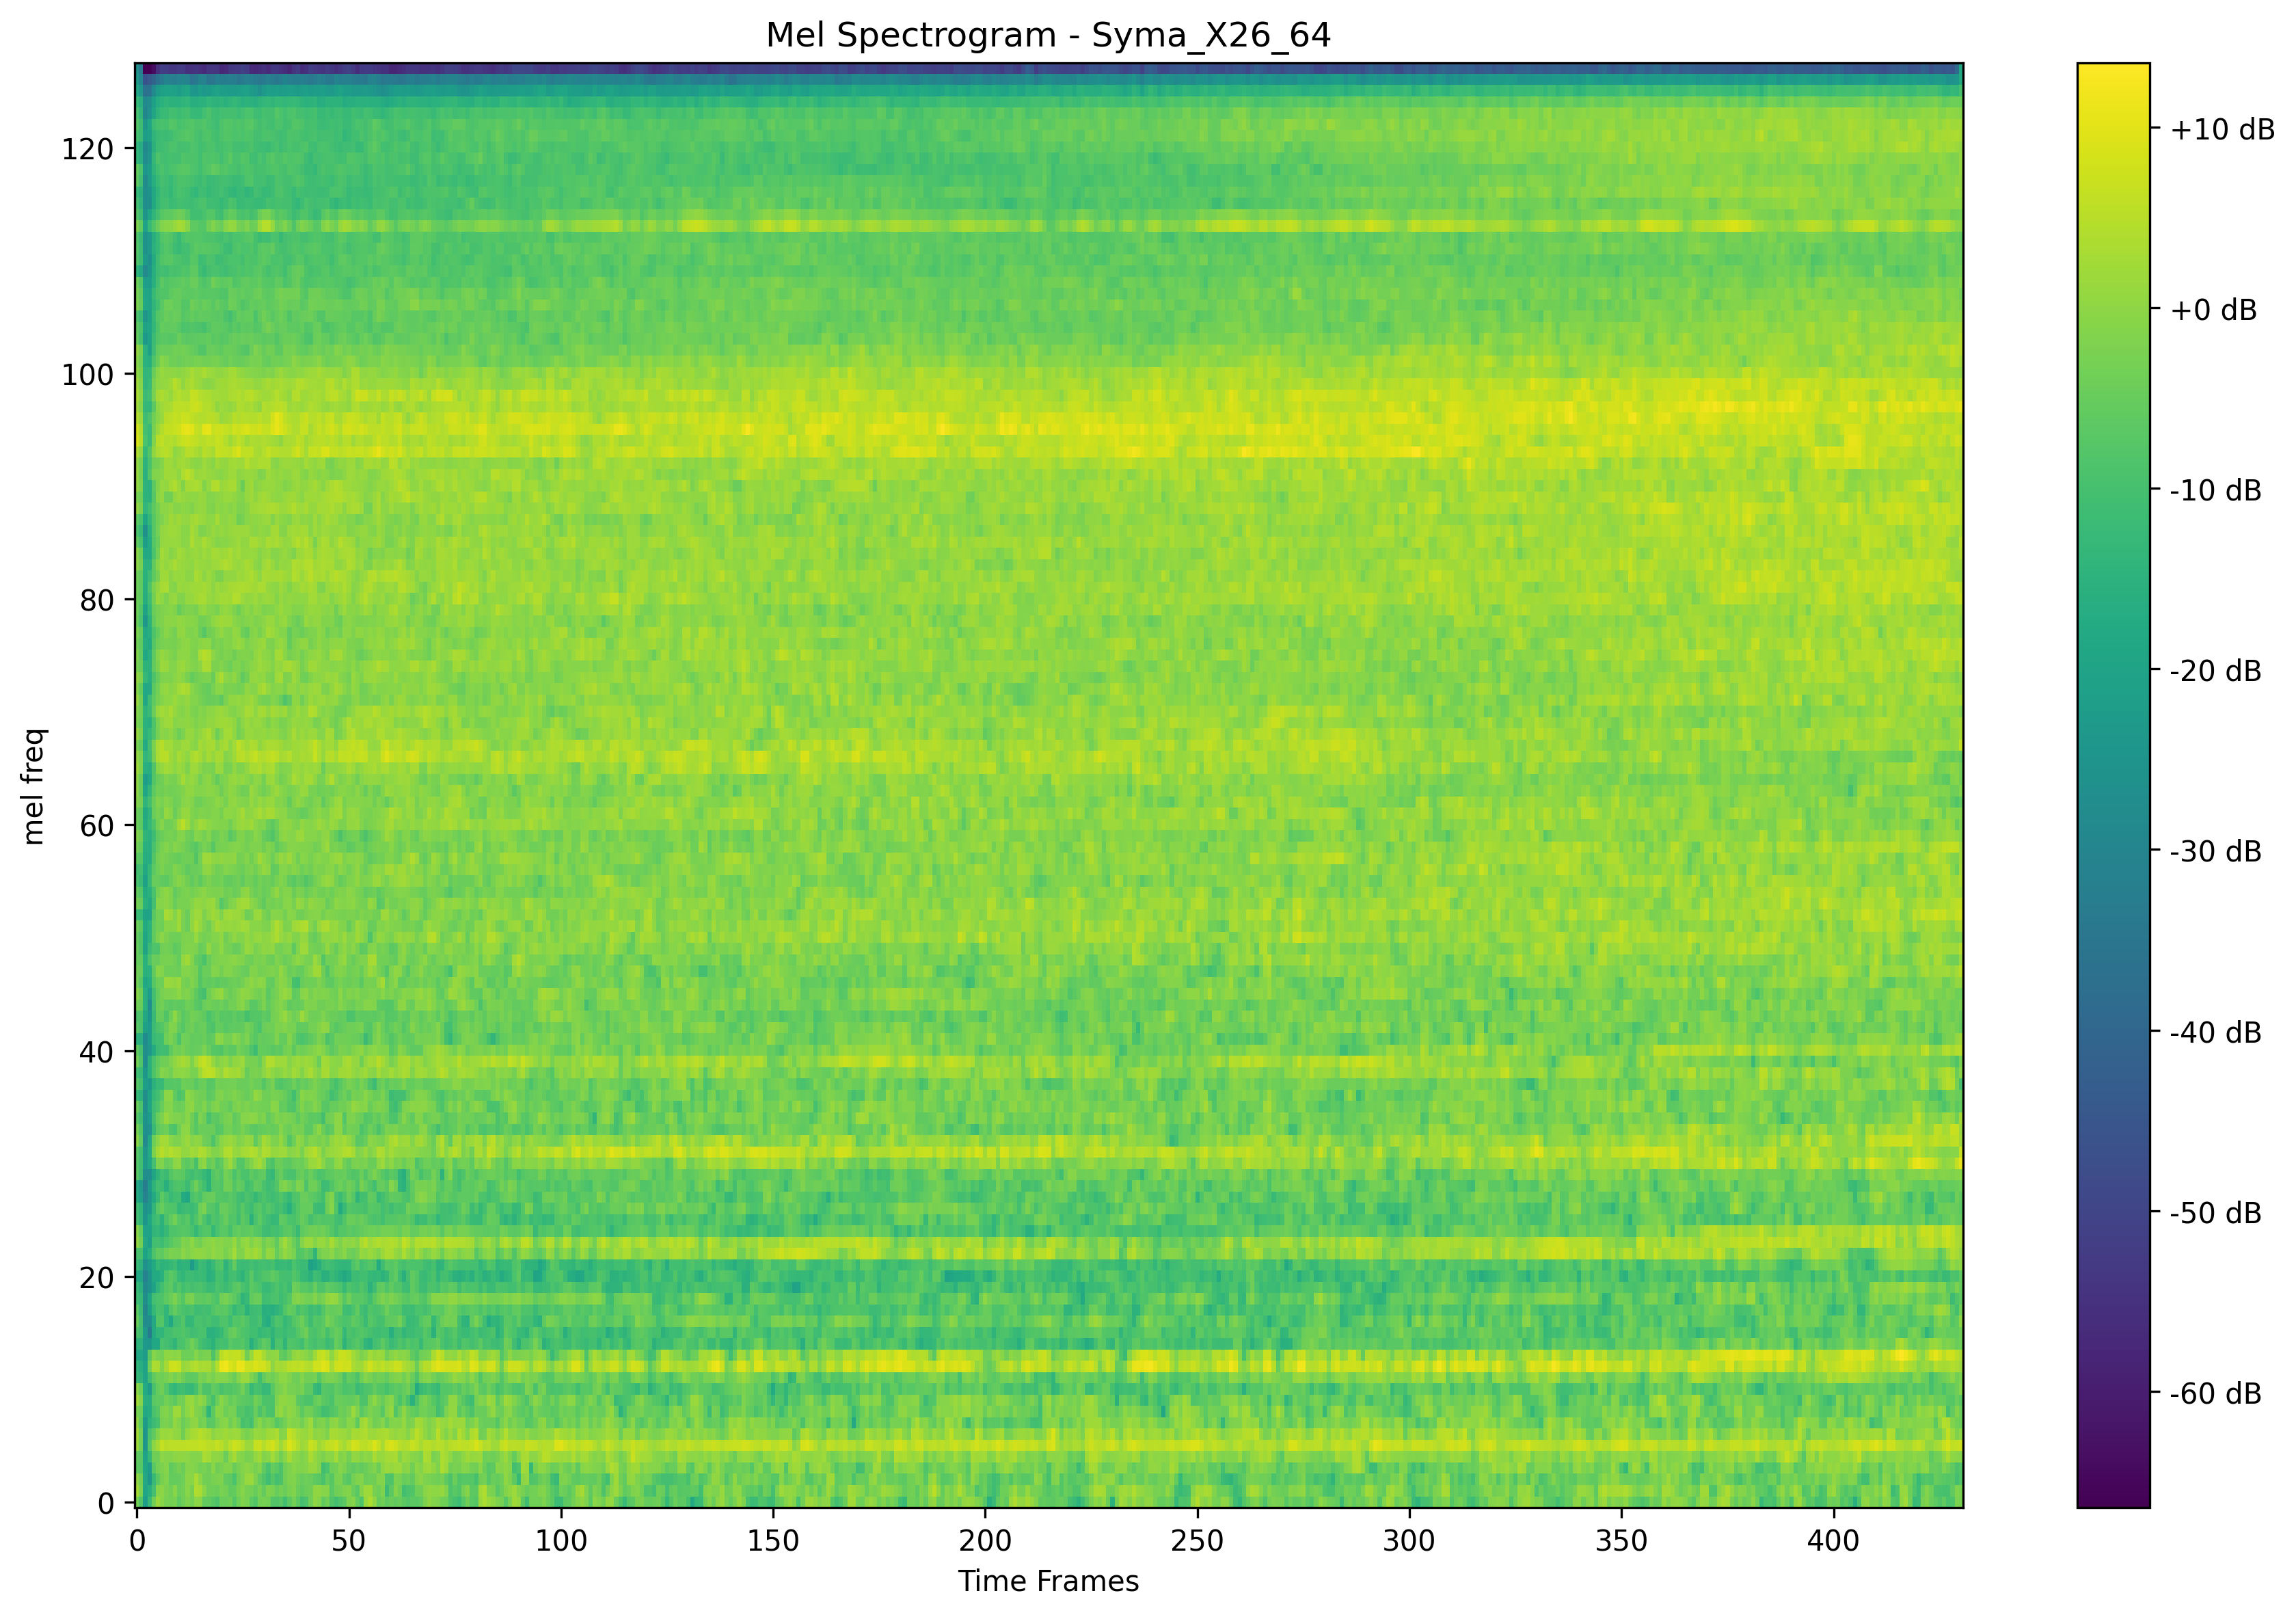 Mel Spectrogram - Syma_X26_64
mel freq
120
100
80
60
40
20
0
0 50 100 150 200 250 300 350 400
Time Frames
+10 dB
+0 dB
-10 dB
-20 dB
-30 dB
-40 dB
-50 dB
-60 dB